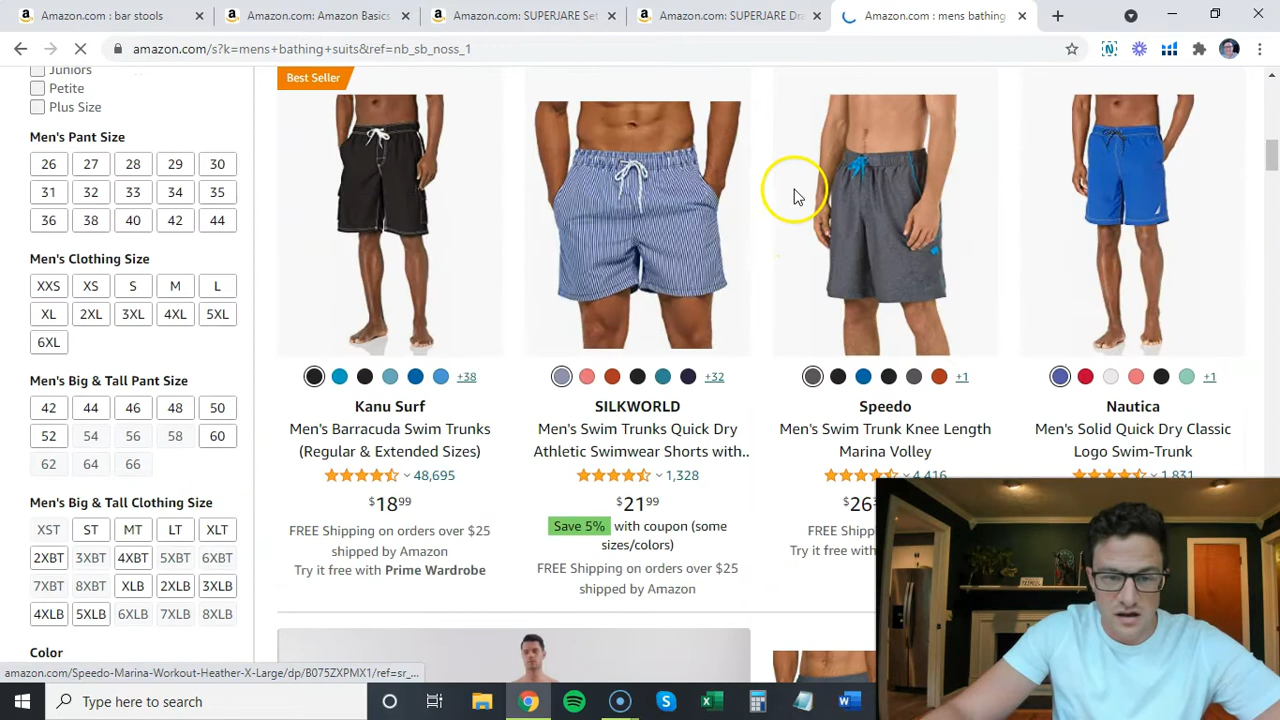 Amazon.com : bar stools
Amazon.com: Amazon Basics
Amazon.com: SUPERJARE Set
Amazon.com: SUPERJARE Dra
Amazon.com : mens bathing
amazon.com/s?k=mens+bathing+suits&ref=nb_sb_noss_1
Juniors
Petite
Plus Size
Men's Pant Size
26 27 28 29 30
31 32 33 34 35
36 38 40 42 44
Men's Clothing Size
XXS XS S M L
XL 2XL 3XL 4XL 5XL
6XL
Men's Big & Tall Pant Size
42 44 46 48 50
52 54 56 58 60
62 64 66
Men's Big & Tall Clothing Size
XST ST MT LT XLT
2XBT 3XBT 4XBT 5XBT 6XBT
7XBT 8XBT XLB 2XLB 3XLB
4XLB 5XLB 6XLB 7XLB 8XLB
Color
Best Seller
+38
Kanu Surf
Men's Barracuda Swim Trunks
(Regular & Extended Sizes)
48,695
$18.99
FREE Shipping on orders over $25
shipped by Amazon
Try it free with Prime Wardrobe
+32
SILKWORLD
Men's Swim Trunks Quick Dry
Athletic Swimwear Shorts with..
1,328
$21.99
Save 5% with coupon (some
sizes/colors)
FREE Shipping on orders over $25
shipped by Amazon
+1
Speedo
Men's Swim Trunk Knee Length
Marina Volley
4,416
$26
FREE Shipp
Try it free with
+1
Nautica
Men's Solid Quick Dry Classic
Logo Swim-Trunk
1,831
amazon.com/Speedo-Marina-Workout-Heather-X-Large/dp/B075ZXPMX1/ref=sr_...
Type here to search